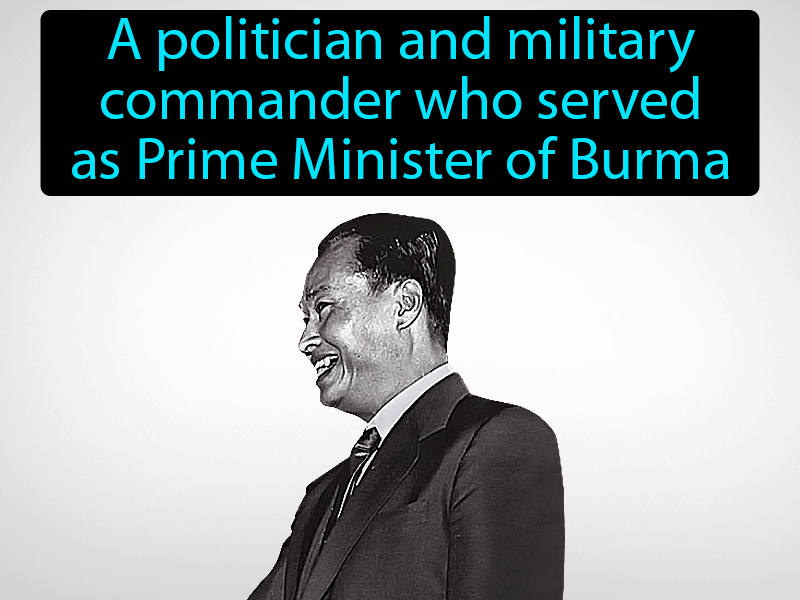 A politician and military
commander who served
as Prime Minister of Burma